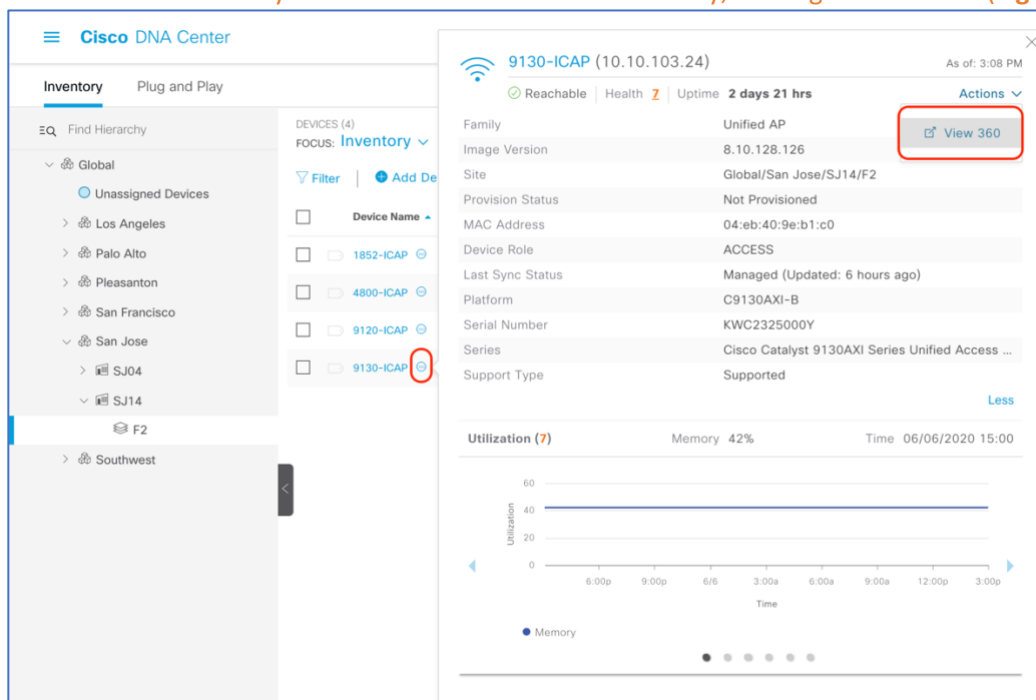 Cisco DNA Center
Inventory Plug and Play
Find Hierarchy
Global
Unassigned Devices
Los Angeles
Palo Alto
Pleasanton
San Francisco
San Jose
SJ04
SJ14
F2
Southwest
DEVICES (4)
FOCUS: Inventory
Filter Add De
Device Name
1852-ICAP
4800-ICAP
9120-ICAP
9130-ICAP
9130-ICAP (10.10.103.24) As of: 3:08 PM
Reachable Health 7 Uptime 2 days 21 hrs Actions
View 360
Family Unified AP
Image Version 8.10.128.126
Site Global/San Jose/SJ14/F2
Provision Status Not Provisioned
MAC Address 04:eb:40:9e:b1:c0
Device Role ACCESS
Last Sync Status Managed (Updated: 6 hours ago)
Platform C9130AXI-B
Serial Number KWC2325000Y
Series Cisco Catalyst 9130AXI Series Unified Access ...
Support Type Supported
Less
Utilization (7) Memory 42% Time 06/06/2020 15:00
Utilization
60
40
20
0
6:00p 9:00p 6/6 3:00a 6:00a 9:00a 12:00p 3:00p
Time
Memory